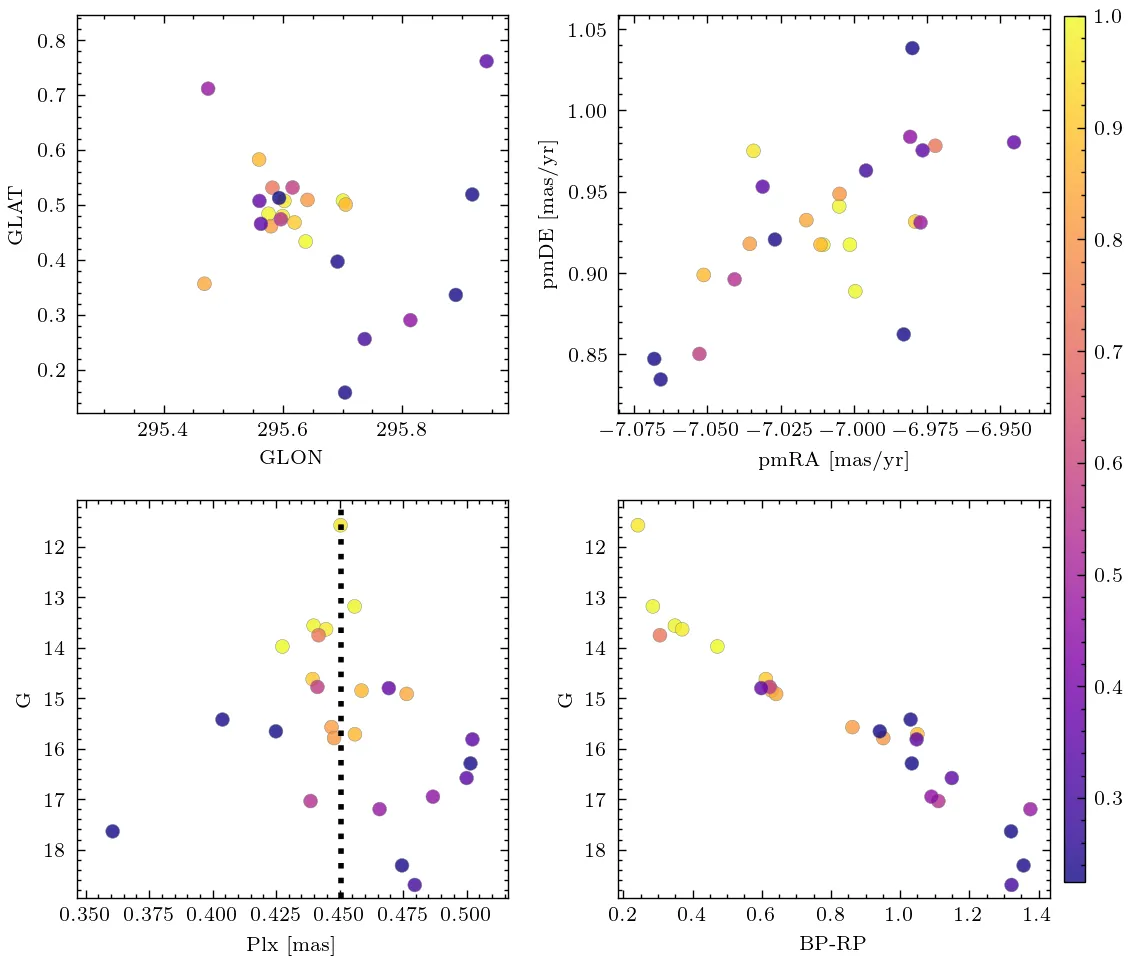 0.8
0.7
0.6
0.5
0.4
0.3
0.2
GLAT
295.4 295.6 295.8
GLON
1.05
1.00
0.95
0.90
0.85
pmDE [mas/yr]
−7.075 −7.050 −7.025 −7.000 −6.975 −6.950
pmRA [mas/yr]
1.0
0.9
0.8
0.7
0.6
0.5
0.4
0.3
12
13
14
15
16
17
18
G
0.350 0.375 0.400 0.425 0.450 0.475 0.500
Plx [mas]
12
13
14
15
16
17
18
G
0.2 0.4 0.6 0.8 1.0 1.2 1.4
BP-RP